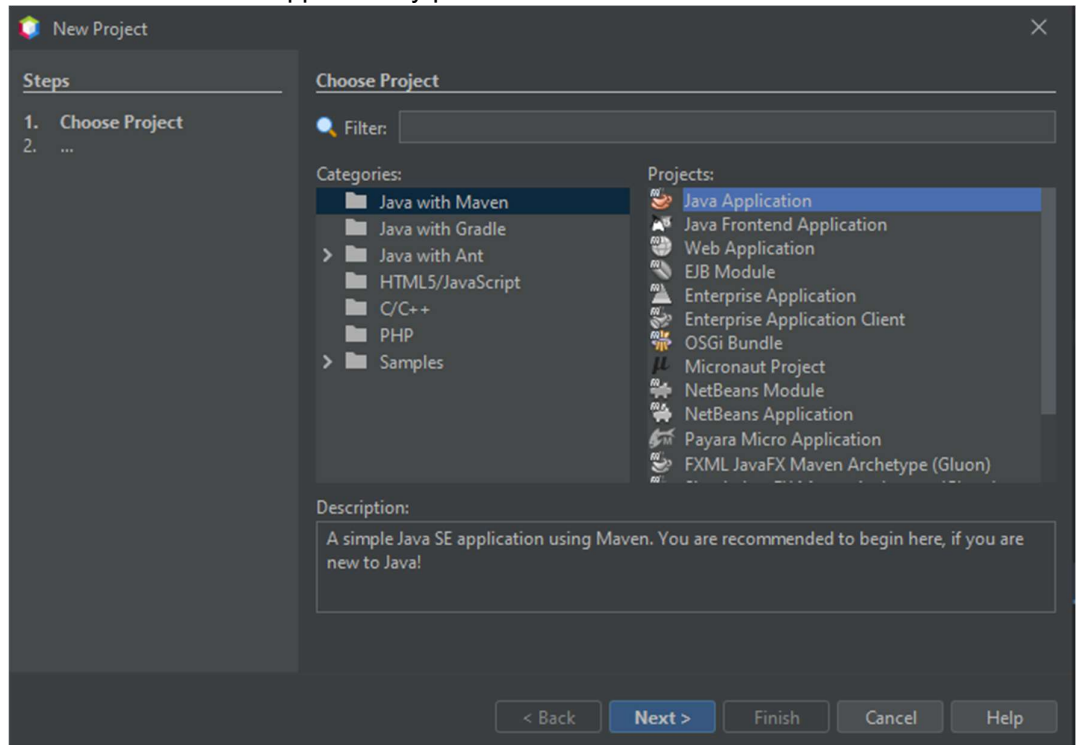 New Project
Steps
1. Choose Project
2. ...
Choose Project
Filter:
Categories:
Java with Maven
Java with Gradle
Java with Ant
HTML5/JavaScript
C/C++
PHP
Samples
Projects:
Java Application
Java Frontend Application
Web Application
EJB Module
Enterprise Application
Enterprise Application Client
OSGi Bundle
Micronaut Project
NetBeans Module
NetBeans Application
Payara Micro Application
FXML JavaFX Maven Archetype (Gluon)
Description:
A simple Java SE application using Maven. You are recommended to begin here, if you are
new to Java!
< Back
Next >
Finish
Cancel
Help